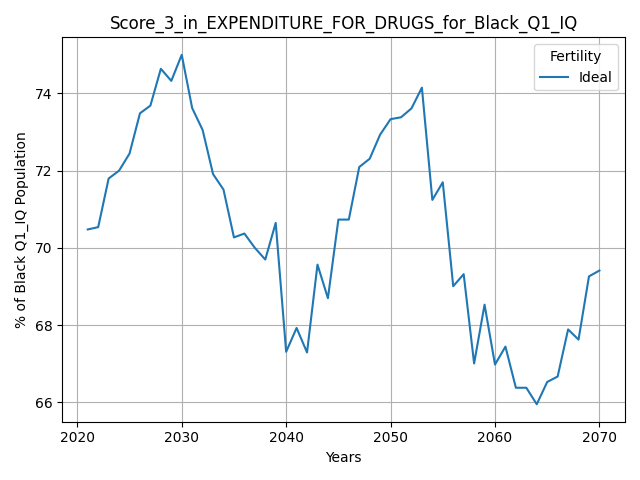 Score_3_in_EXPENDITURE_FOR_DRUGS_for_Black_Q1_IQ
Fertility
Ideal
% of Black Q1_IQ Population
74
72
70
68
66
2020 2030 2040 2050 2060 2070
Years